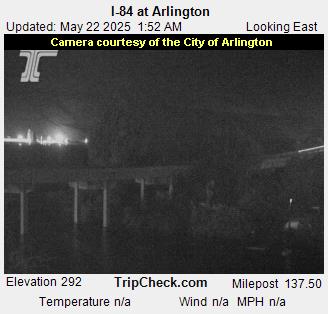 I-84 at Arlington
Updated: May 22 2025 1:52 AM Looking East
Camera courtesy of the City of Arlington
Elevation 292 TripCheck.com Milepost 137.50
Temperature n/a Wind n/a MPH n/a